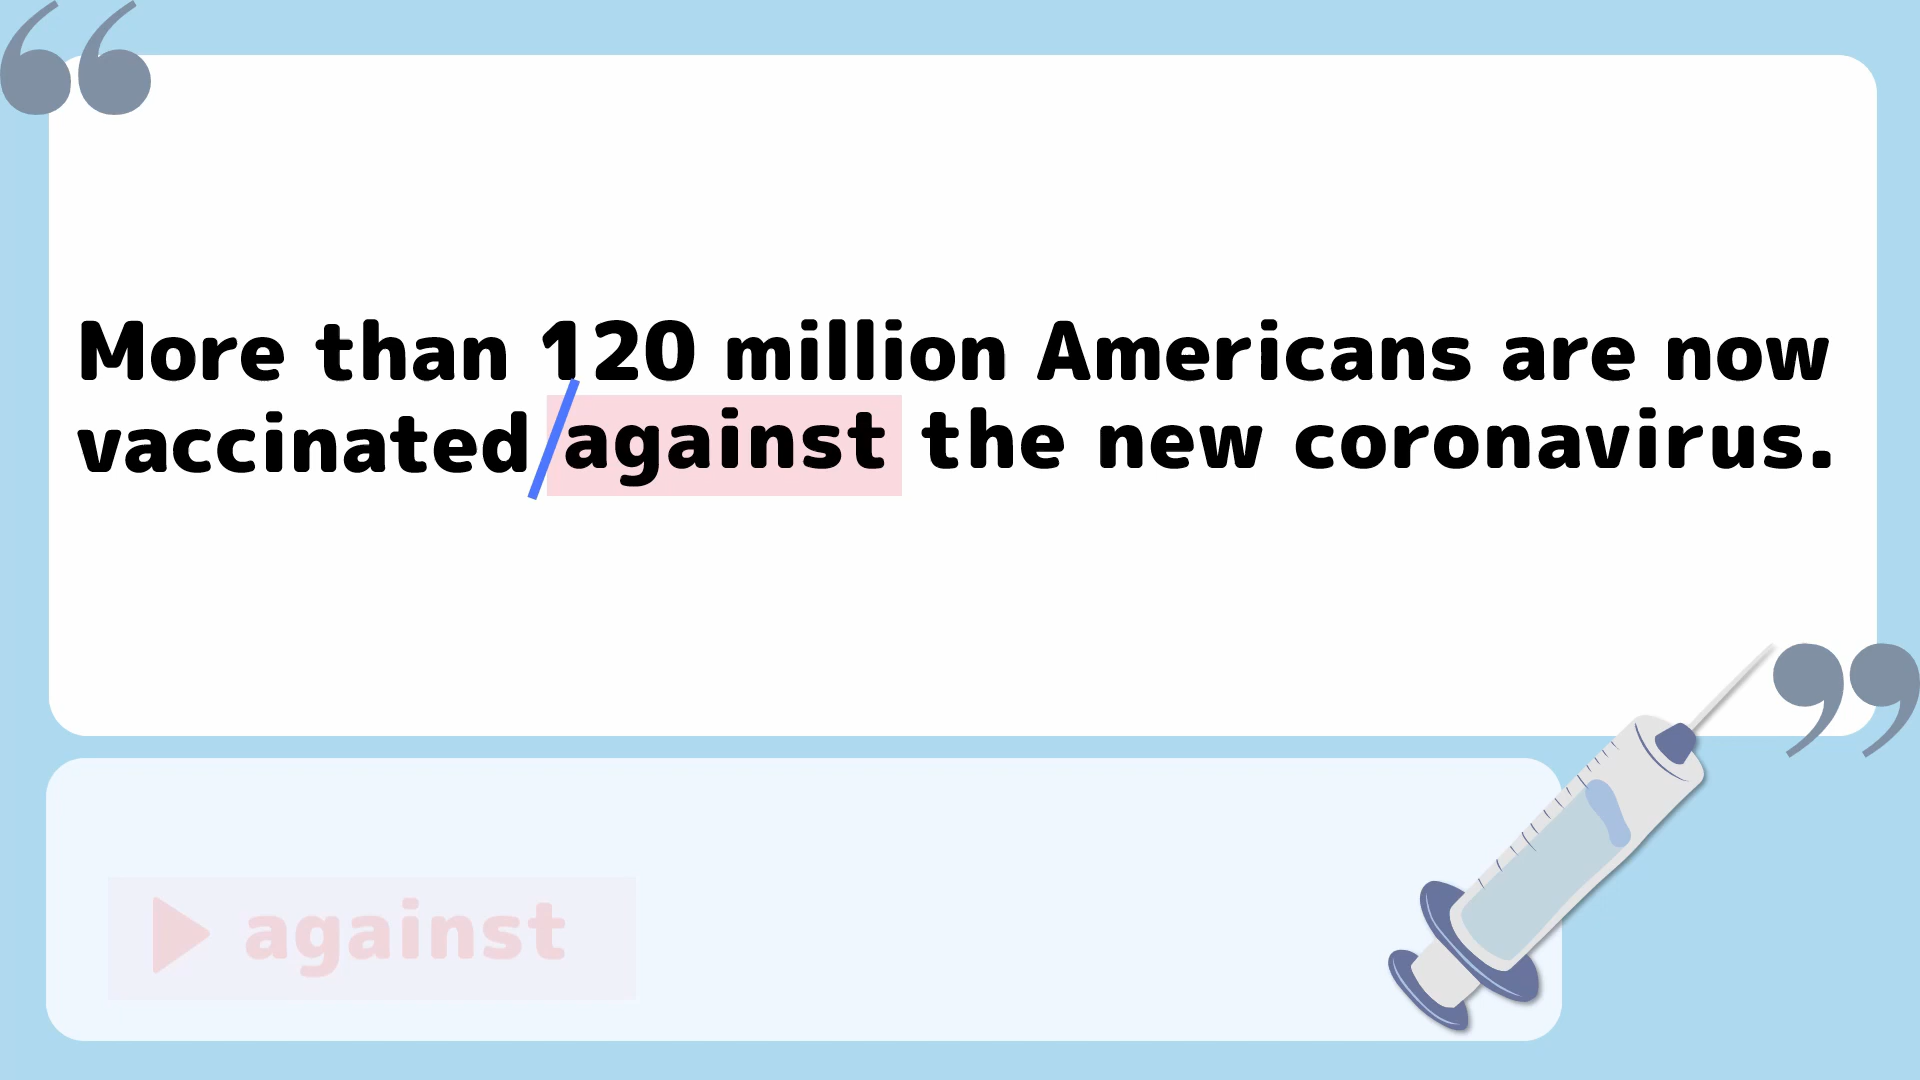 More than 120 million Americans are now
vaccinated/against the new coronavirus.
▶ against